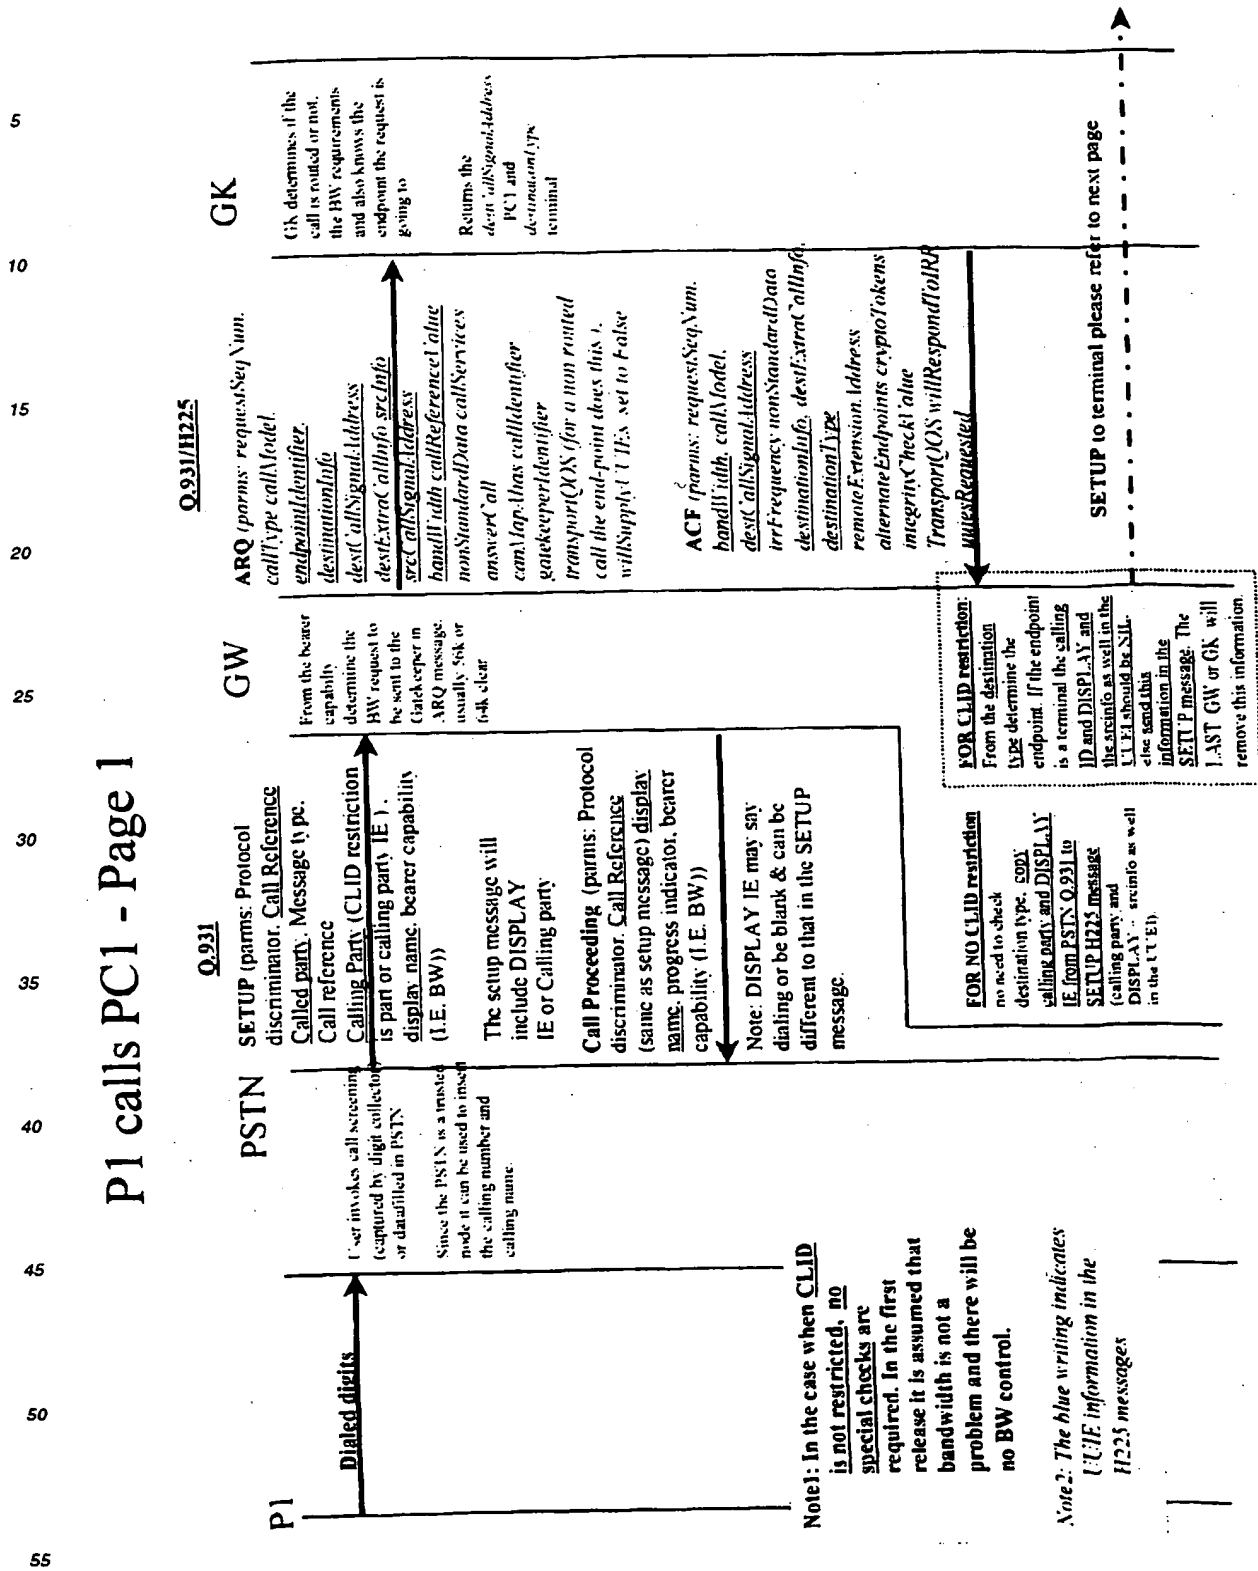 P1 calls PC1 - Page 1
P1
PSTN
GW
GK
Q.931
Q.931/H225
Dialed digits
User invokes call screening
(captured by digit collector)
or datafilled in PSTN
Since the PSTN is a trusted
node it can be used to insert
the calling number and
calling name.
SETUP (parms: Protocol
discriminator, Call Reference
Called party, Message type.
Call reference
Calling Party (CLID restriction
is part or calling party IE ),
display name, bearer capability
(I.E. BW))
The setup message will
include DISPLAY
IE or Calling party
Call Proceeding (parms: Protocol
discriminator, Call Reference
(same as setup message) display
name, progress indicator, bearer
capability (I.E. BW))
Note: DISPLAY IE may say
dialing or be blank & can be
different to that in the SETUP
message.
From the bearer
capabilty
determine the
BW request to
be sent to the
Gatekeeper in
ARQ message.
usually 56k or
64k clear
ARQ (parms: requestSeqNum.
callType callModel.
endpointIdentifier.
destinationInfo
destCallSignalAddress
destExtraCallInfo srcInfo
srcCallSignalAddress
bandWidth callReferenceValue
nonStandardData callServices
answerCall
canMapAlias callIdentifier
gatekeeperIdentifier
transportQOS (for a non routed
call the end-point does this ).
willSupplyUUIEs set to False
GK determines if the
call is routed or not.
the BW requirements
and also knows the
endpoint the request is
going to
Returns the
destCallSignalAddress
PC1 and
destinationtype
terminal
ACF (parms: requestSeqNum.
bandWidth, callModel.
destCallSignalAddress
irrFrequency nonStandardData
destinationInfo, destExtraCallInfo,
destinationType
remoteExtensionAddress
alternateEndpoints cryptoTokens
integrityCheckValue
TransportQOS willRespondToIRR
uuiesRequested
FOR NO CLID restriction
no need to check
destination type, copy
calling party and DISPLAY
IE from PSTN Q.931 to
SETUP H225 message
(calling party and
DISPLAY - srcinfo as well
in the UUEI).
FOR CLID restriction:
From the destination
type determine the
endpoint. If the endpoint
is a terminal the calling
ID and DISPLAY and
the srcinfo as well in the
UUEI should be NIL.
else send this
information in the
SETUP message. The
LAST GW or GK will
remove this information.
SETUP to terminal please refer to next page
Note1: In the case when CLID
is not restricted, no
special checks are
required. In the first
release it is assumed that
bandwidth is not a
problem and there will be
no BW control.
Note2: The blue writing indicates
UUIE information in the
H225 messages
5
10
15
20
25
30
35
40
45
50
55